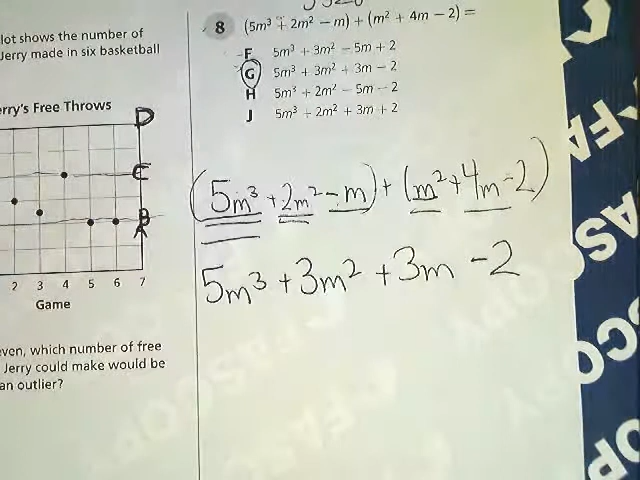 lot shows the number of
Jerry made in six basketball
rry's Free Throws
D
C
B
A
2 3 4 5 6 7
Game
even, which number of free
Jerry could make would be
an outlier?
8 (5m³ + 2m² − m) + (m² + 4m − 2) =
F 5m³ + 3m² − 5m + 2
G 5m³ + 3m² + 3m − 2
H 5m³ + 2m² − 5m − 2
J 5m³ + 2m² + 3m + 2
(5m³ + 2m² − m) + (m² + 4m − 2)
5m³ + 3m² + 3m − 2